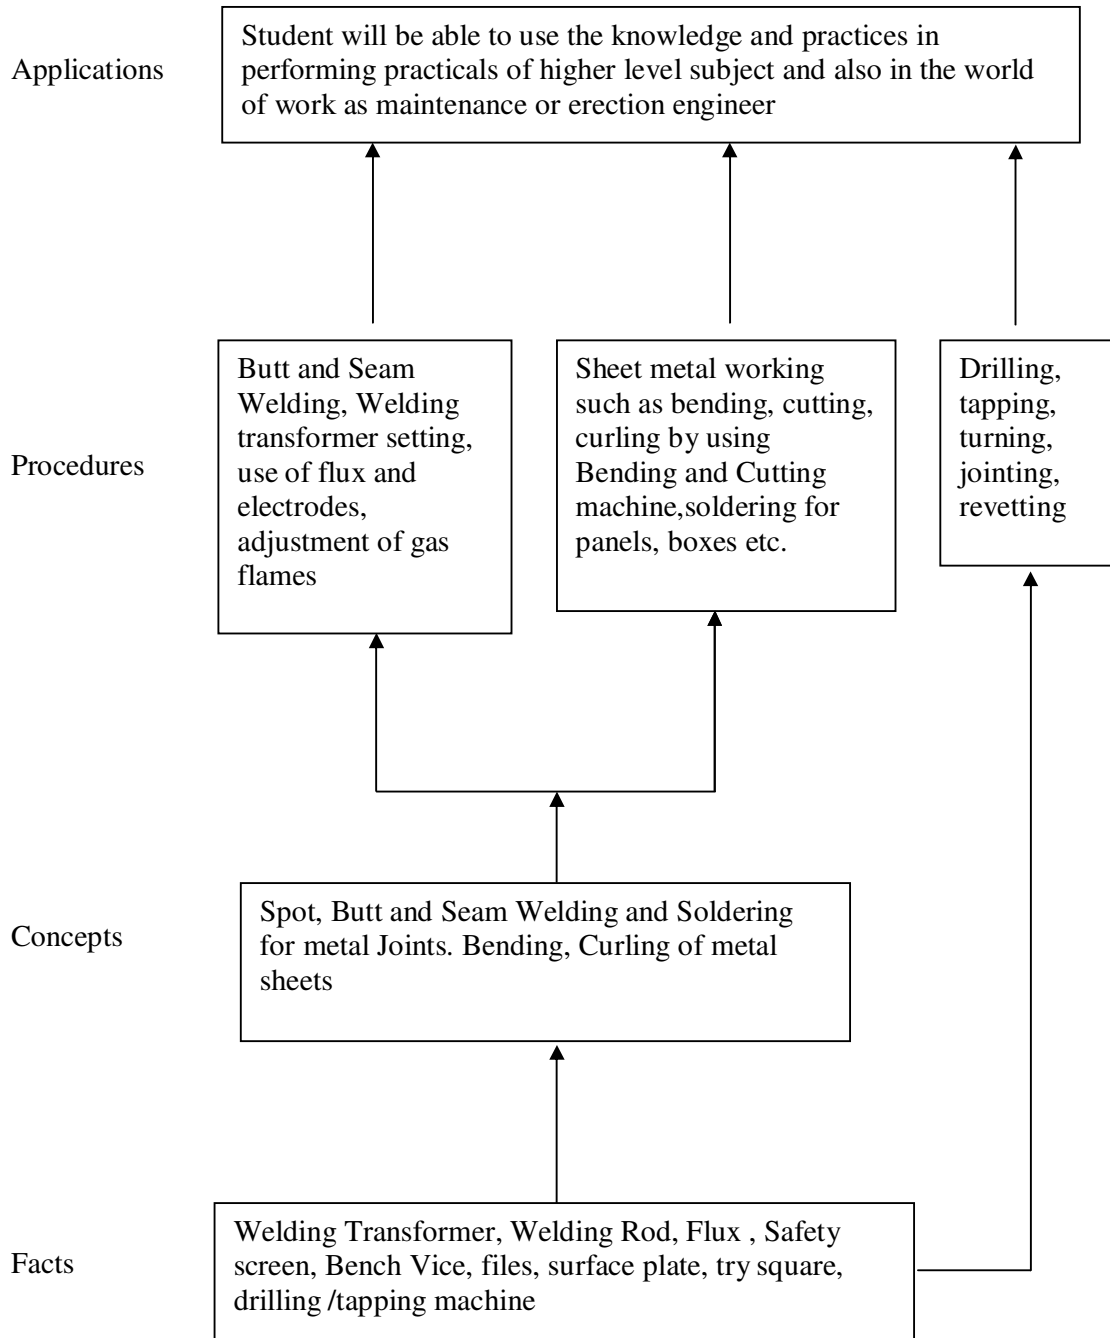 Applications
Student will be able to use the knowledge and practices in
performing practicals of higher level subject and also in the world
of work as maintenance or erection engineer
Procedures
Butt and Seam
Welding, Welding
transformer setting,
use of flux and
electrodes,
adjustment of gas
flames
Sheet metal working
such as bending, cutting,
curling by using
Bending and Cutting
machine,soldering for
panels, boxes etc.
Drilling,
tapping,
turning,
jointing,
revetting
Concepts
Spot, Butt and Seam Welding and Soldering
for metal Joints. Bending, Curling of metal
sheets
Facts
Welding Transformer, Welding Rod, Flux , Safety
screen, Bench Vice, files, surface plate, try square,
drilling /tapping machine